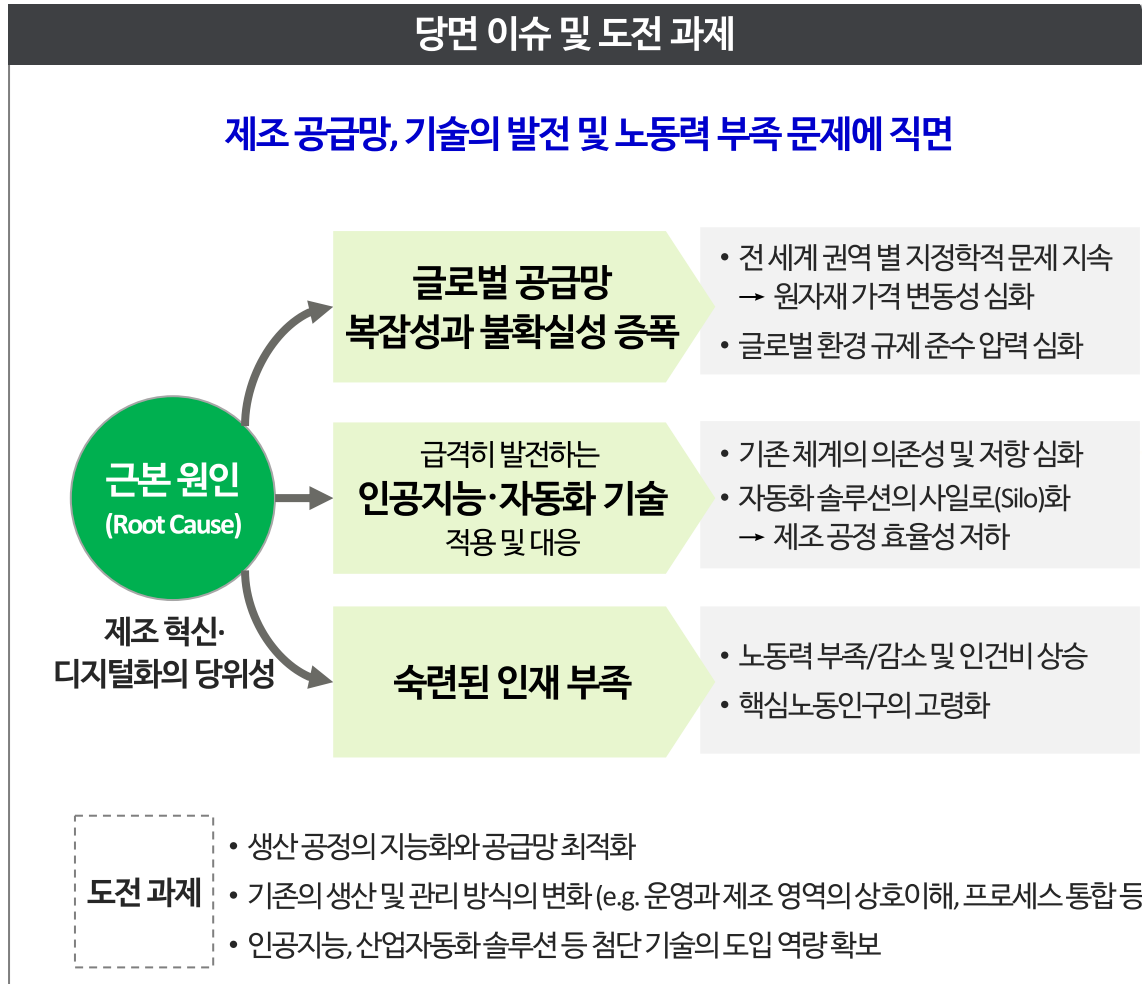 당면 이슈 및 도전 과제
제조 공급망, 기술의 발전 및 노동력 부족 문제에 직면
근본 원인
(Root Cause)
제조 혁신·
디지털화의 당위성
글로벌 공급망
복잡성과 불확실성 증폭
• 전 세계 권역 별 지정학적 문제 지속
→ 원자재 가격 변동성 심화
• 글로벌 환경 규제 준수 압력 심화
급격히 발전하는
인공지능·자동화 기술
적용 및 대응
• 기존 체계의 의존성 및 저항 심화
• 자동화 솔루션의 사일로(Silo)화
→ 제조 공정 효율성 저하
숙련된 인재 부족
• 노동력 부족/감소 및 인건비 상승
• 핵심노동인구의 고령화
도전 과제
• 생산 공정의 지능화와 공급망 최적화
• 기존의 생산 및 관리 방식의 변화 (e.g. 운영과 제조 영역의 상호이해, 프로세스 통합 등
• 인공지능, 산업자동화 솔루션 등 첨단 기술의 도입 역량 확보